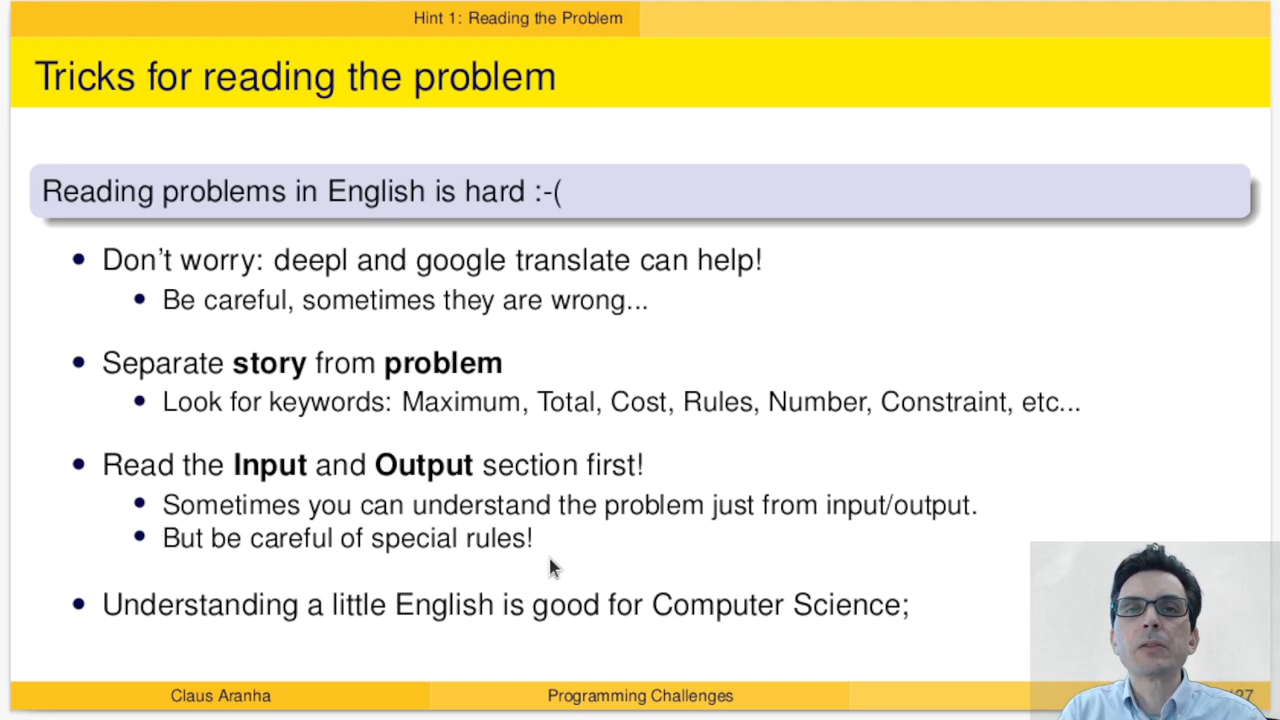 Hint 1: Reading the Problem
Tricks for reading the problem
Reading problems in English is hard :-(
Don't worry: deepl and google translate can help!
Be careful, sometimes they are wrong...
Separate story from problem
Look for keywords: Maximum, Total, Cost, Rules, Number, Constraint, etc...
Read the Input and Output section first!
Sometimes you can understand the problem just from input/output.
But be careful of special rules!
Understanding a little English is good for Computer Science;
Claus Aranha
Programming Challenges